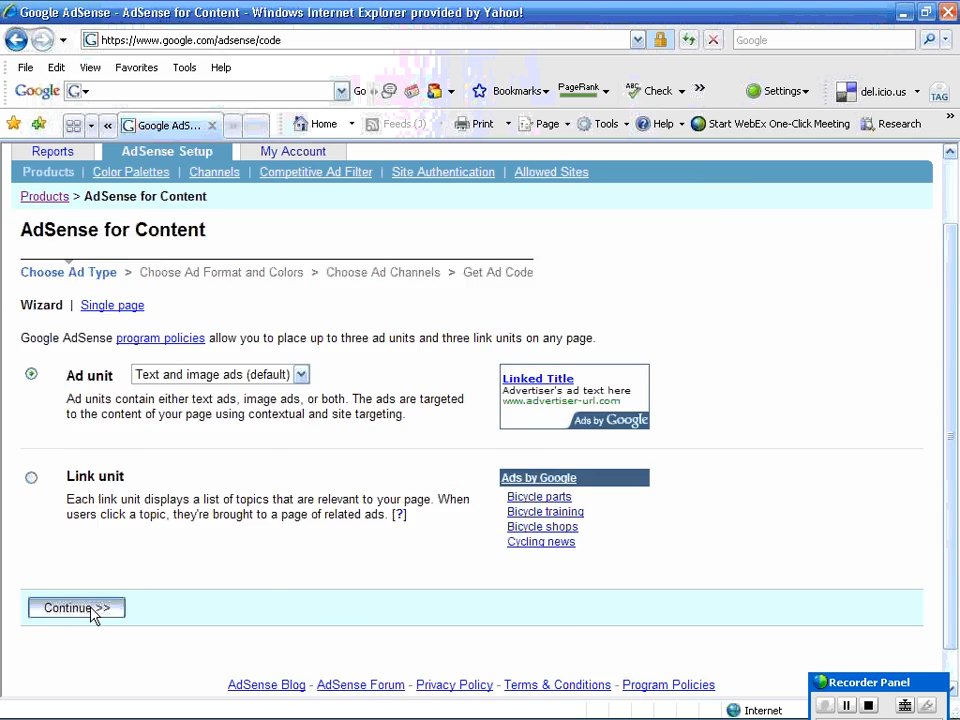 Google AdSense - AdSense for Content - Windows Internet Explorer provided by Yahoo!
https://www.google.com/adsense/code
Google
File Edit View Favorites Tools Help
Google G Go Bookmarks PageRank Check >> Settings del.icio.us TAG
« Google AdS... Home Feeds (J) Print Page Tools Help Start WebEx One-Click Meeting Research >>
Reports AdSense Setup My Account
Products | Color Palettes | Channels | Competitive Ad Filter | Site Authentication | Allowed Sites
Products > AdSense for Content
AdSense for Content
Choose Ad Type > Choose Ad Format and Colors > Choose Ad Channels > Get Ad Code
Wizard | Single page
Google AdSense program policies allow you to place up to three ad units and three link units on any page.
Ad unit Text and image ads (default)
Ad units contain either text ads, image ads, or both. The ads are targeted
to the content of your page using contextual and site targeting.
Linked Title
Advertiser's ad text here
www.advertiser-url.com
Ads by Google
Link unit
Each link unit displays a list of topics that are relevant to your page. When
users click a topic, they're brought to a page of related ads. [?]
Ads by Google
Bicycle parts
Bicycle training
Bicycle shops
Cycling news
Continue >>
AdSense Blog - AdSense Forum - Privacy Policy - Terms & Conditions - Program Policies
Recorder Panel
Internet